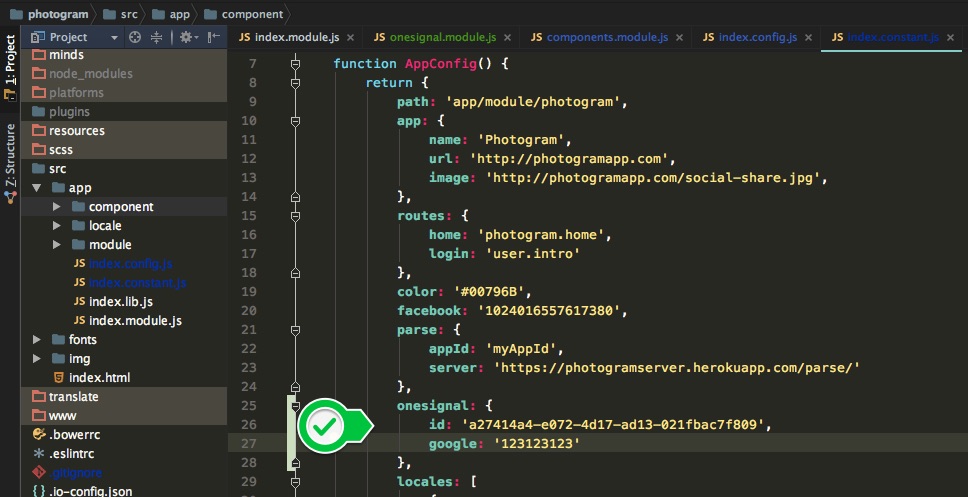 photogram src app component
1: Project
Z: Structure
Project
minds
node_modules
platforms
plugins
resources
scss
src
app
component
locale
module
JS index.config.js
JS index.constant.js
JS index.lib.js
JS index.module.js
fonts
img
index.html
translate
www
.bowerrc
.eslintrc
.gitignore
.io-config.json
JS index.module.js × JS onesignal.module.js × JS components.module.js × JS index.config.js × JS index.constant.js ×
7 function AppConfig() {
8 return {
9 path: 'app/module/photogram',
10 app: {
11 name: 'Photogram',
12 url: 'http://photogramapp.com',
13 image: 'http://photogramapp.com/social-share.jpg',
14 },
15 routes: {
16 home: 'photogram.home',
17 login: 'user.intro'
18 },
19 color: '#00796B',
20 facebook: '1024016557617380',
21 parse: {
22 appId: 'myAppId',
23 server: 'https://photogramserver.herokuapp.com/parse/'
24 },
25 onesignal: {
26 id: 'a27414a4-e072-4d17-ad13-021fbac7f809',
27 google: '123123123'
28 },
29 locales: [